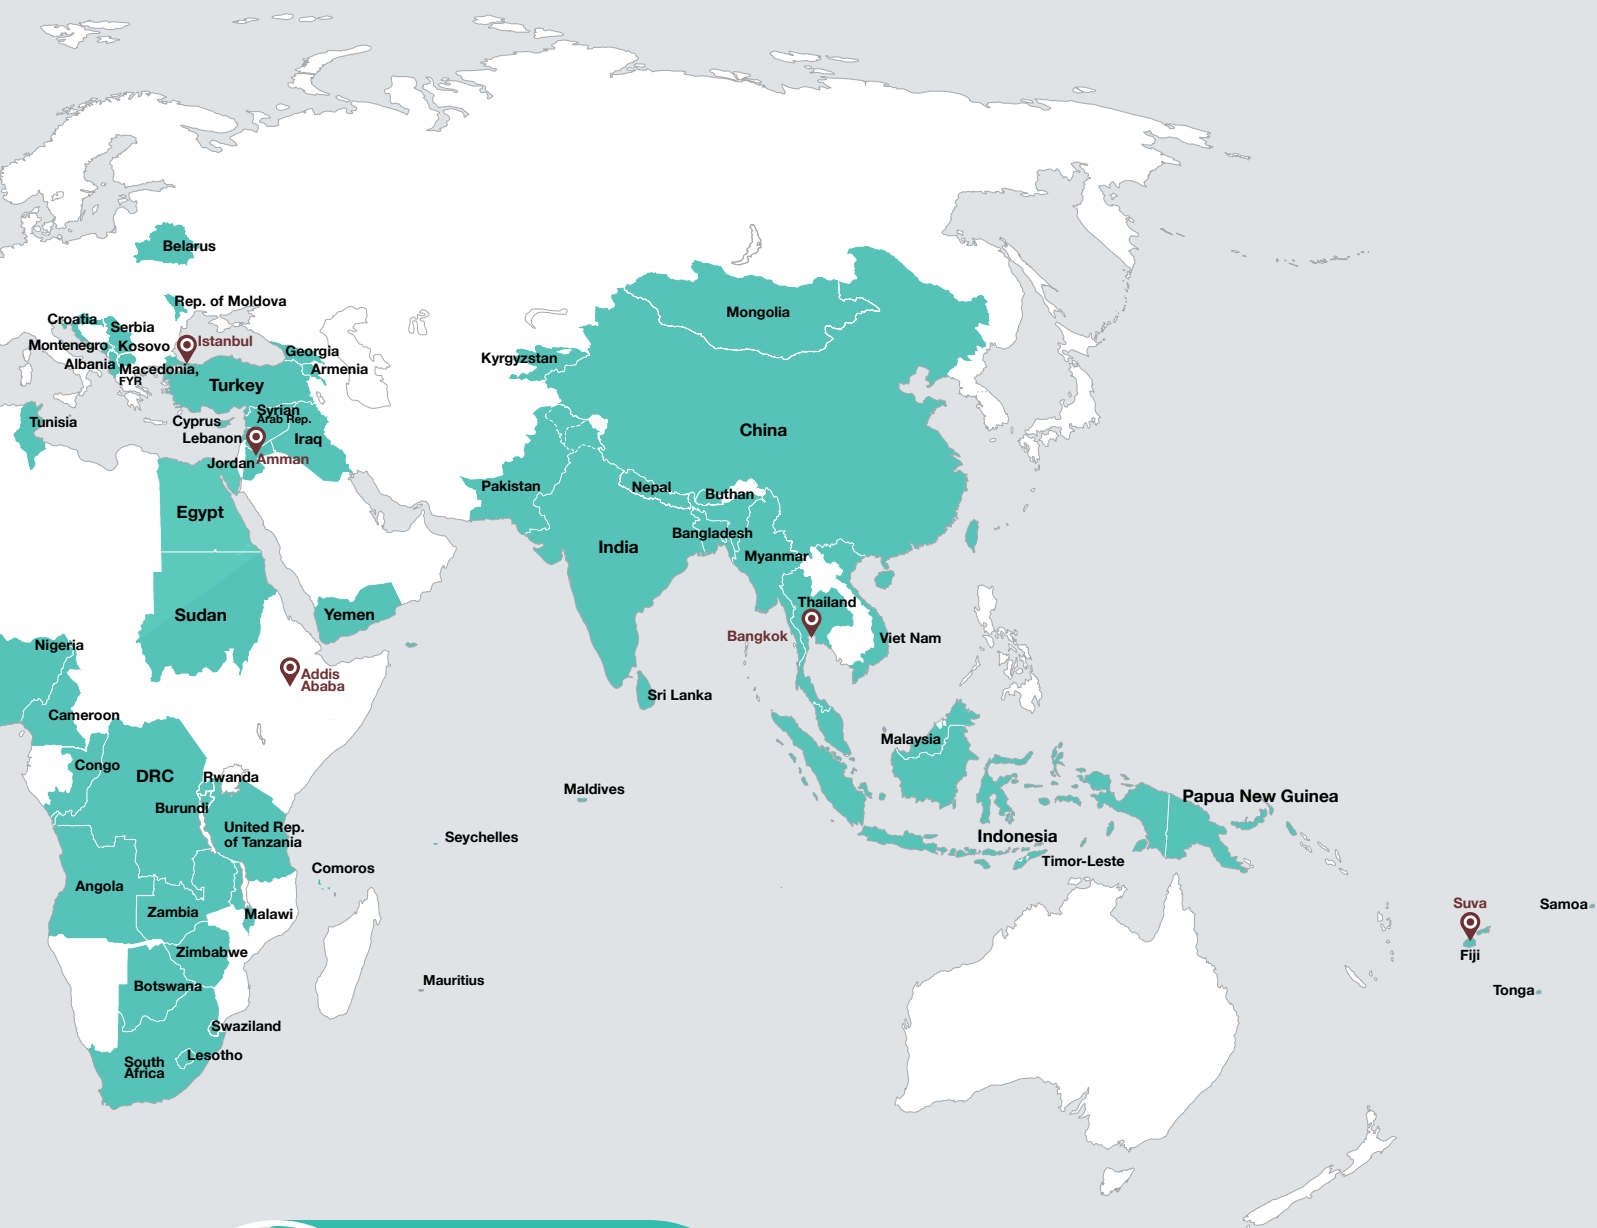 Belarus
Rep. of Moldova
Croatia
Serbia
Istanbul
Montenegro
Kosovo
Georgia
Kyrgyzstan
Albania
Macedonia,
FYR
Armenia
Turkey
Mongolia
Syrian
Arab Rep.
Tunisia
Cyprus
Lebanon
Iraq
China
Jordan
Amman
Pakistan
Nepal
Buthan
Egypt
Bangladesh
India
Myanmar
Thailand
Sudan
Yemen
Bangkok
Viet Nam
Nigeria
Addis
Ababa
Sri Lanka
Cameroon
Malaysia
Congo
DRC
Rwanda
Maldives
Papua New Guinea
Burundi
United Rep.
of Tanzania
Seychelles
Indonesia
Timor-Leste
Comoros
Angola
Zambia
Malawi
Suva
Samoa
Zimbabwe
Fiji
Botswana
Mauritius
Tonga
Swaziland
Lesotho
South
Africa